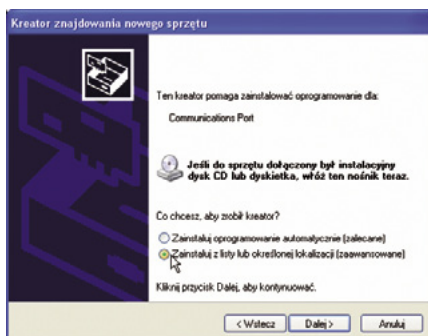 Kreator znajdowania nowego sprzętu
Ten kreator pomaga zainstalować oprogramowanie dla:
Communications Port
Jeśli do sprzętu dołączony był instalacyjny
dysk CD lub dyskietka, włóż ten nośnik teraz.
Co chcesz, aby zrobił kreator?
Zainstaluj oprogramowanie automatycznie (zalecane)
Zainstaluj z listy lub określonej lokalizacji (zaawansowane)
Kliknij przycisk Dalej, aby kontynuować.
< Wstecz
Dalej >
Anuluj